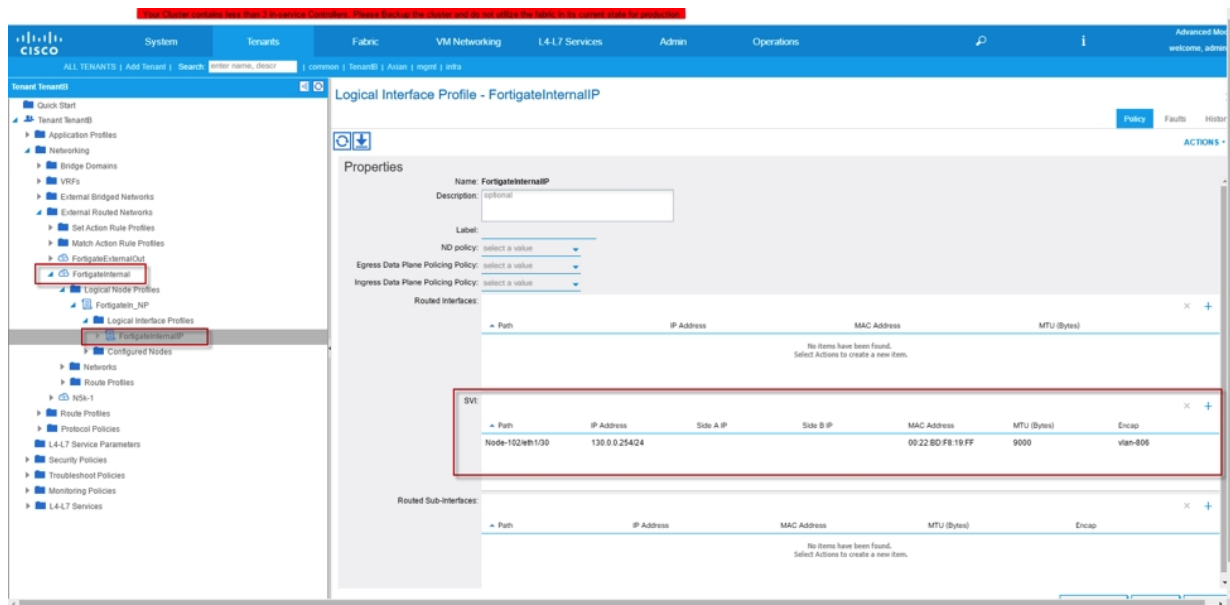 Your Cluster contains less than 3 in-service Controllers. Please Backup the cluster and do not utilize the fabric in its current state for production.
CISCO
System Tenants Fabric VM Networking L4-L7 Services Admin Operations i
Advanced Mod
welcome, admin
ALL TENANTS | Add Tenant | Search: enter name, descr | common | TenantB | Avian | mgmt | infra
Tenant TenantB
Quick Start
Tenant TenantB
Application Profiles
Networking
Bridge Domains
VRFs
External Bridged Networks
External Routed Networks
Set Action Rule Profiles
Match Action Rule Profiles
FortigateExternalOut
FortigateInternal
Logical Node Profiles
FortigateIn_NP
Logical Interface Profiles
FortigateInternalIP
Configured Nodes
Networks
Route Profiles
N5k-1
Route Profiles
Protocol Policies
L4-L7 Service Parameters
Security Policies
Troubleshoot Policies
Monitoring Policies
L4-L7 Services
Logical Interface Profile - FortigateInternalIP
Policy Faults Histor
ACTIONS
Properties
Name: FortigateInternalIP
Description: optional
Label:
ND policy: select a value
Egress Data Plane Policing Policy: select a value
Ingress Data Plane Policing Policy: select a value
Routed Interfaces:
Path IP Address MAC Address MTU (Bytes)
No items have been found.
Select Actions to create a new item.
SVI:
Path IP Address Side A IP Side B IP MAC Address MTU (Bytes) Encap
Node-102/eth1/30 130.0.0.254/24 00:22:BD:F8:19:FF 9000 vlan-806
Routed Sub-Interfaces:
Path IP Address MAC Address MTU (Bytes) Encap
No items have been found.
Select Actions to create a new item.